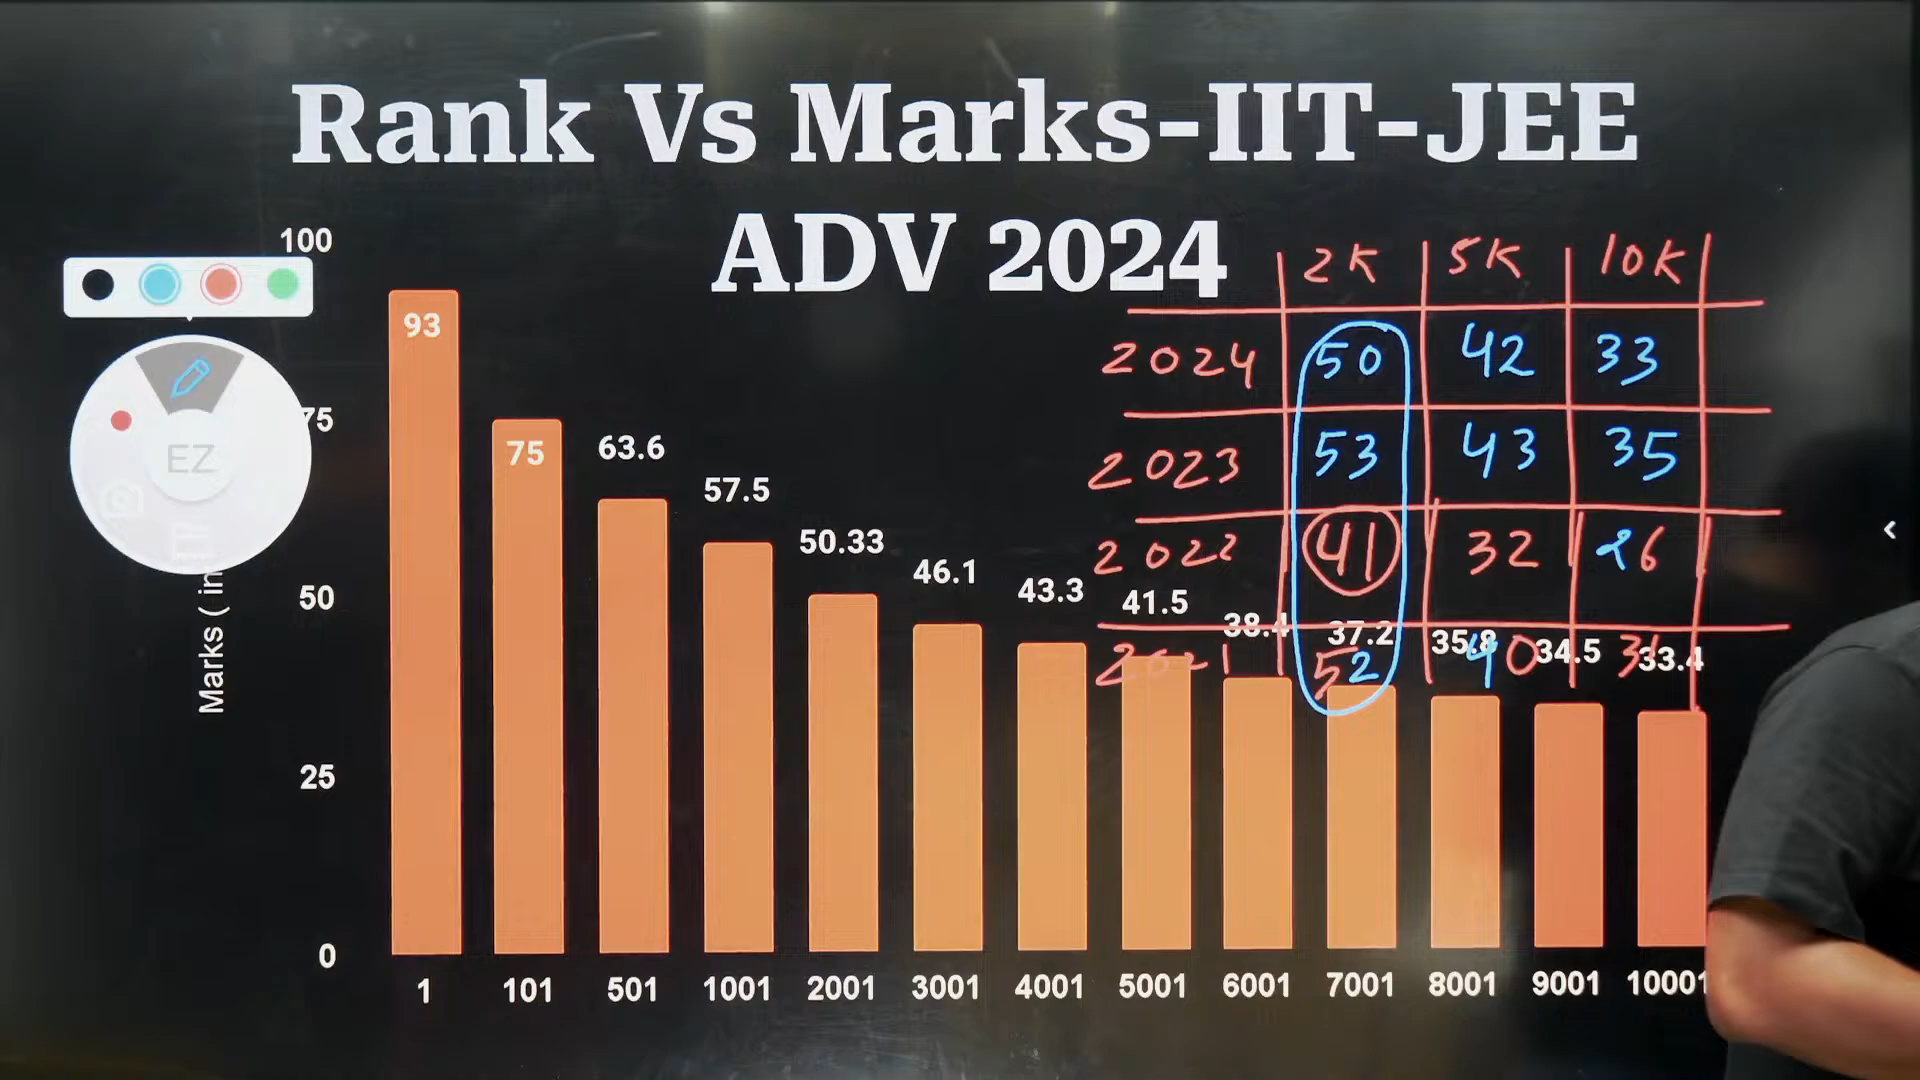 Rank Vs Marks-IIT-JEE
ADV 2024
100
75
50
25
0
Marks ( in
EZ
2K 5K 10K
2024 50 42 33
2023 53 43 35
2022 41 32 26
2021 52 40
93
75
63.6
57.5
50.33
46.1
43.3
41.5
38.4
37.2
35.8
34.5
33.4
1 101 501 1001 2001 3001 4001 5001 6001 7001 8001 9001 10001